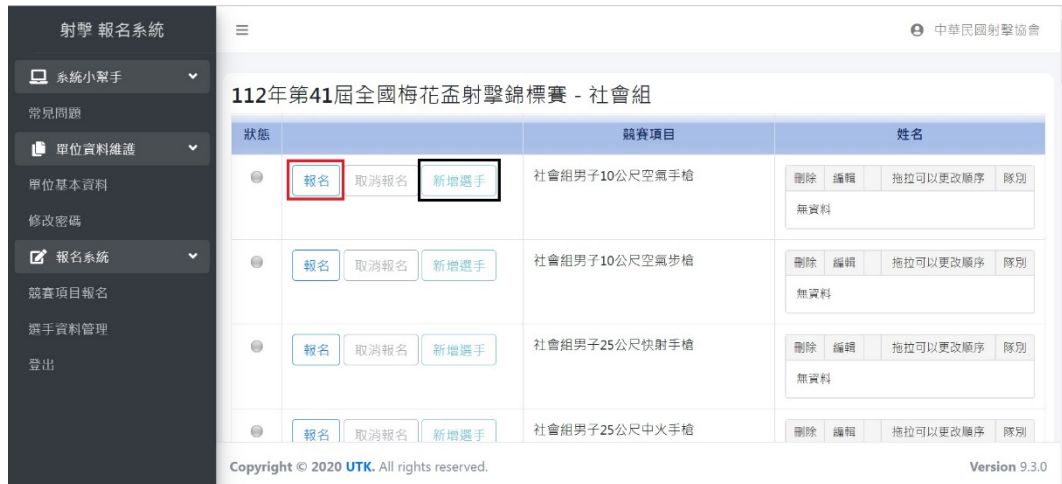 射擊 報名系統
中華民國射擊協會
系統小幫手
常見問題
單位資料維護
單位基本資料
修改密碼
報名系統
競賽項目報名
選手資料管理
登出
112年第41屆全國梅花盃射擊錦標賽 - 社會組
狀態 競賽項目 姓名
報名 取消報名 新增選手 社會組男子10公尺空氣手槍 刪除 編輯 拖拉可以更改順序 隊別
無資料
報名 取消報名 新增選手 社會組男子10公尺空氣步槍 刪除 編輯 拖拉可以更改順序 隊別
無資料
報名 取消報名 新增選手 社會組男子25公尺快射手槍 刪除 編輯 拖拉可以更改順序 隊別
無資料
報名 取消報名 新增選手 社會組男子25公尺中火手槍 刪除 編輯 拖拉可以更改順序 隊別
Copyright © 2020 UTK. All rights reserved. Version 9.3.0